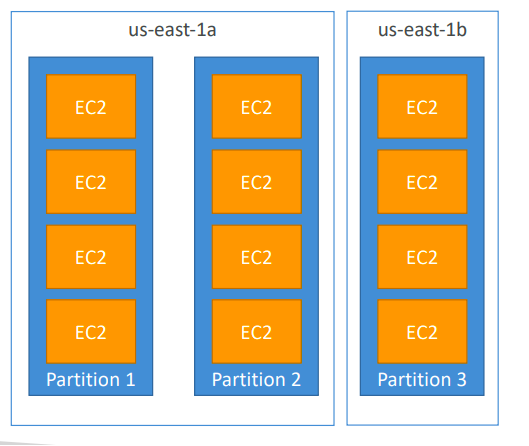 us-east-1a
us-east-1b
EC2
EC2
EC2
EC2
Partition 1
EC2
EC2
EC2
EC2
Partition 2
EC2
EC2
EC2
EC2
Partition 3